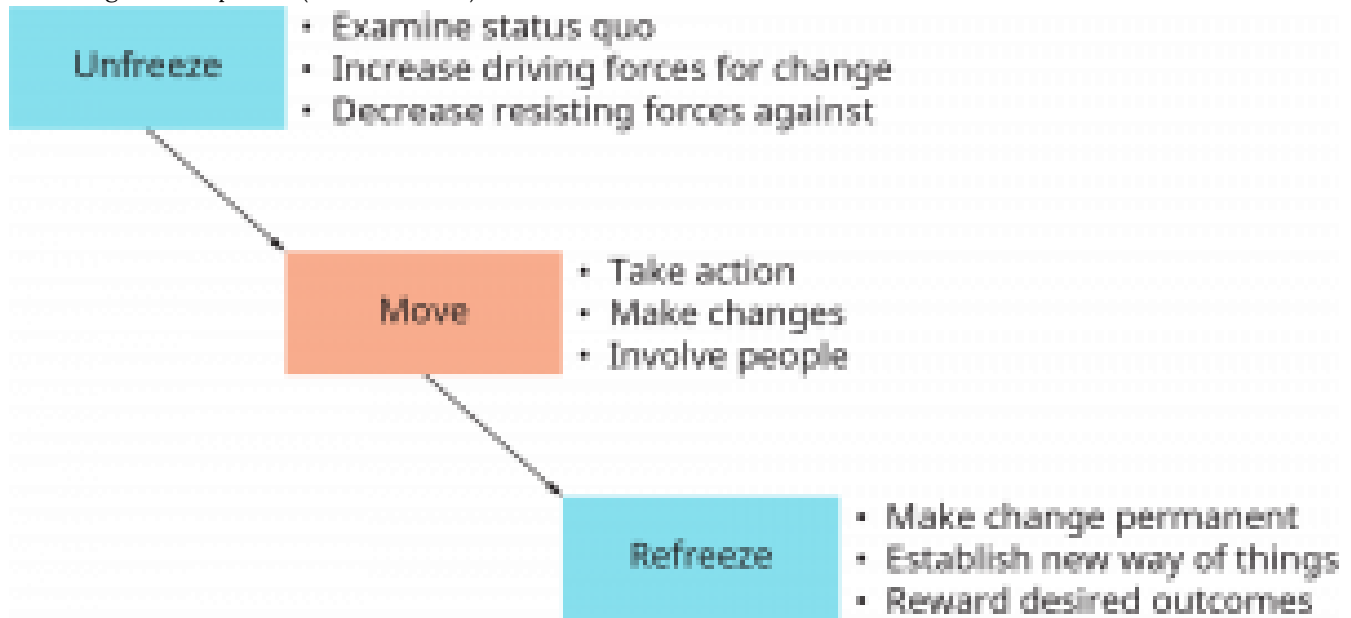 Unfreeze
• Examine status quo
• Increase driving forces for change
• Decrease resisting forces against
Move
• Take action
• Make changes
• Involve people
Refreeze
• Make change permanent
• Establish new way of things
• Reward desired outcomes